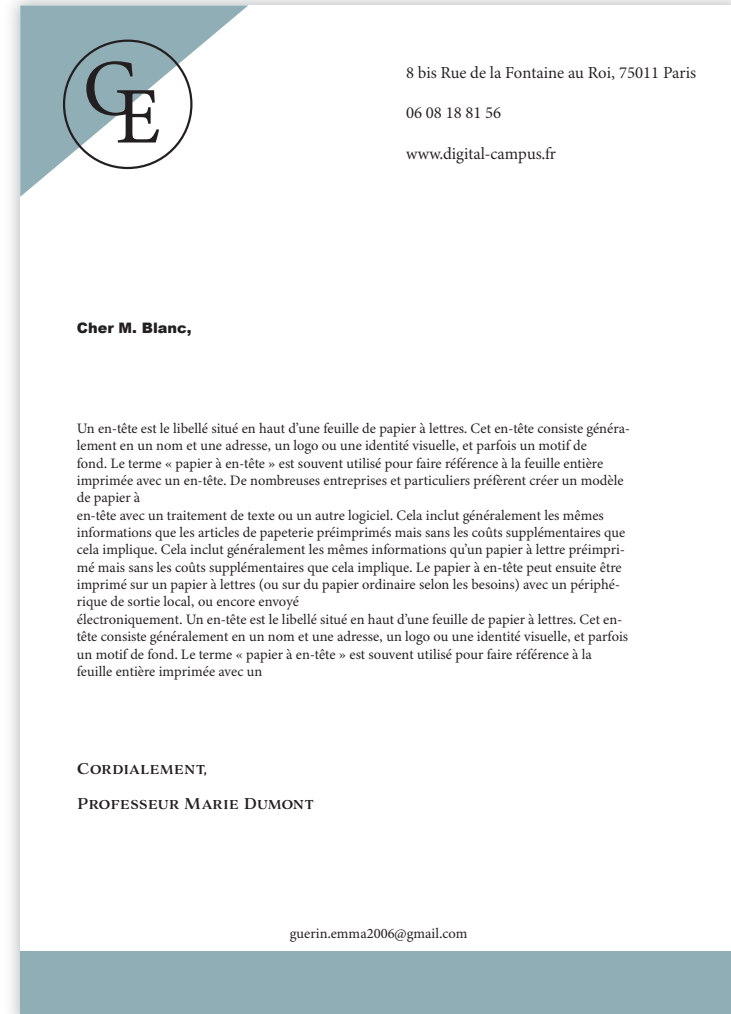 GE
8 bis Rue de la Fontaine au Roi, 75011 Paris
06 08 18 81 56
www.digital-campus.fr
Cher M. Blanc,
Un en-tête est le libellé situé en haut d’une feuille de papier à lettres. Cet en-tête consiste généra-
lement en un nom et une adresse, un logo ou une identité visuelle, et parfois un motif de
fond. Le terme « papier à en-tête » est souvent utilisé pour faire référence à la feuille entière
imprimée avec un en-tête. De nombreuses entreprises et particuliers préfèrent créer un modèle
de papier à
en-tête avec un traitement de texte ou un autre logiciel. Cela inclut généralement les mêmes
informations que les articles de papeterie préimprimés mais sans les coûts supplémentaires que
cela implique. Cela inclut généralement les mêmes informations qu’un papier à lettre préimpri-
mé mais sans les coûts supplémentaires que cela implique. Le papier à en-tête peut ensuite être
imprimé sur un papier à lettres (ou sur du papier ordinaire selon les besoins) avec un périphé-
rique de sortie local, ou encore envoyé
électroniquement. Un en-tête est le libellé situé en haut d’une feuille de papier à lettres. Cet en-
tête consiste généralement en un nom et une adresse, un logo ou une identité visuelle, et parfois
un motif de fond. Le terme « papier à en-tête » est souvent utilisé pour faire référence à la
feuille entière imprimée avec un
Cordialement,
Professeur Marie Dumont
guerin.emma2006@gmail.com